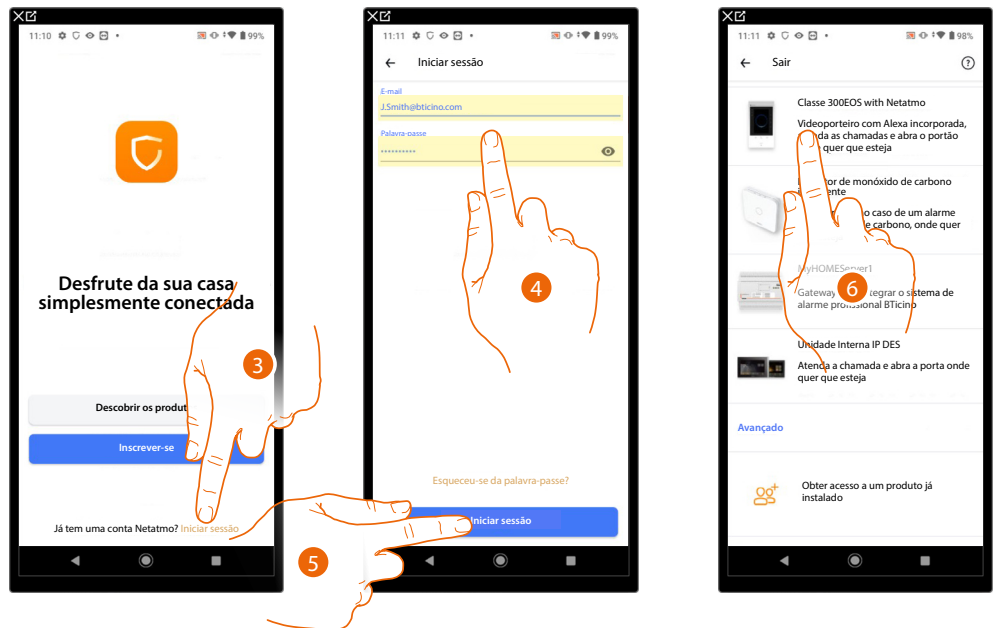 11:10
99%
Desfrute da sua casa
simplesmente conectada
3
Descobrir os
Inscrever-se
Já tem uma conta Netatmo? Iniciar sessão
11:11
99%
Iniciar sessão
E-mail
J.Smith@bticino.com
Palavra-passe
••••••••••
4
Esqueceu-se da palavra-passe?
Iniciar sessão
5
11:11
98%
Sair
Classe 300EOS with Netatmo
Videoporteiro com Alexa incorporada,
as chamadas e abra o portão
quer que esteja
de monóxido de carbono
o caso de um alarme
e carbono, onde quer
MyHOMEServer1
Gateway o sistema de
alarme profissional BTicino
6
Unidade Interna IP DES
Atenda a chamada e abra a porta onde
quer que esteja
Avançado
Obter acesso a um produto já
instalado